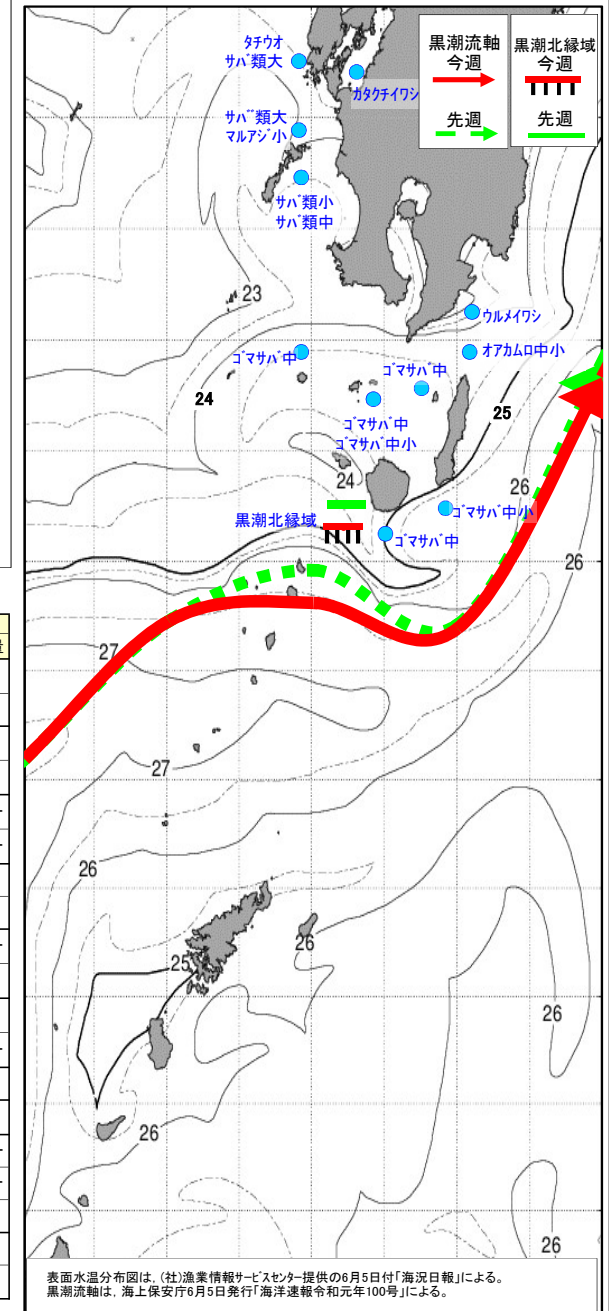 黒潮流軸
今週
先週
黒潮北縁域
今週
先週
タチウオ
サバ類大
カタクチイワシ
サバ類大
マルアジ小
サバ類小
サバ類中
23
ウルメイワシ
ゴマサバ中
オアカムロ中小
ゴマサバ中
24
25
ゴマサバ中
ゴマサバ中小
24
26
黒潮北縁域
ゴマサバ中小
ゴマサバ中
26
27
27
26
26
25
26
26
26
表面水温分布図は，(社)漁業情報サービスセンター提供の6月5日付「海況日報」による。
黒潮流軸は，海上保安庁6月5日発行「海洋速報令和元年100号」による。